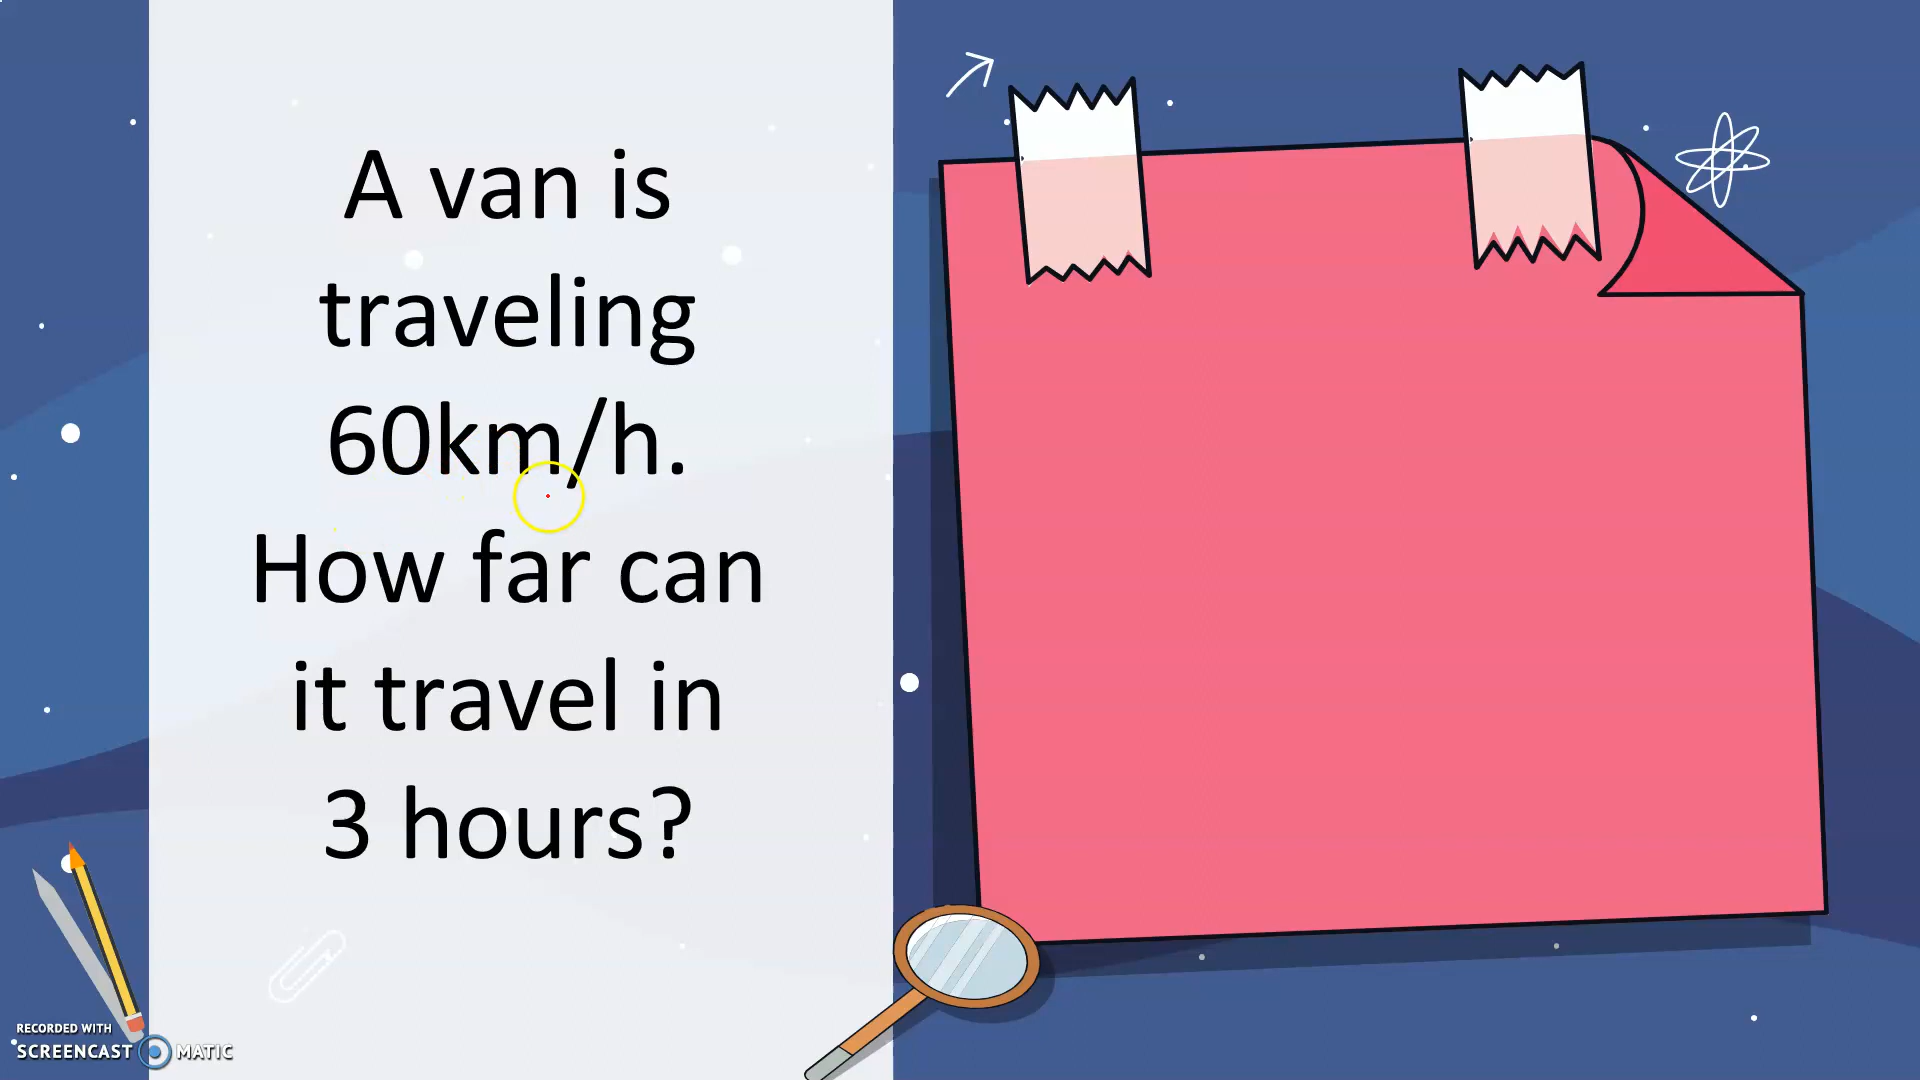 A van is
traveling
60km/h.
How far can
it travel in
3 hours?
RECORDED WITH
SCREENCAST MATIC